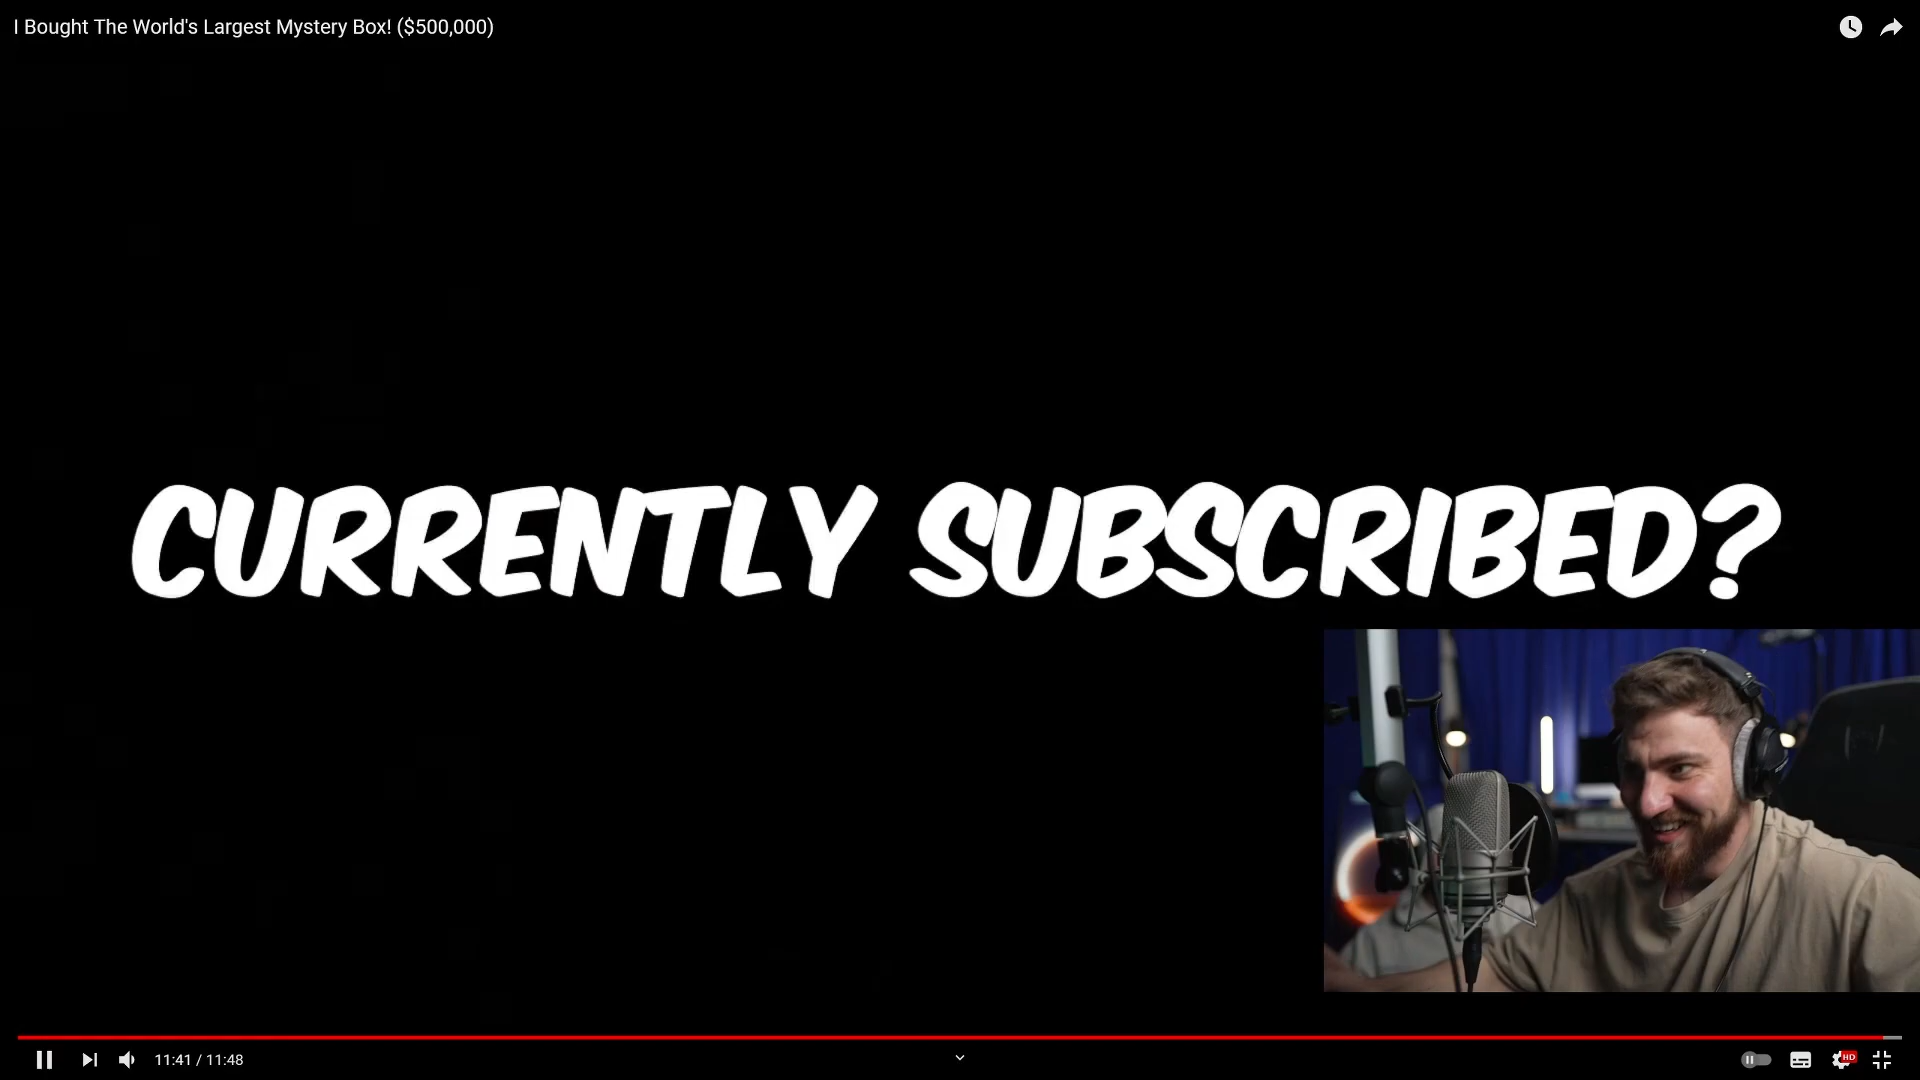 I Bought The World's Largest Mystery Box! ($500,000)
CURRENTLY SUBSCRIBED?
11:41 / 11:48
HD